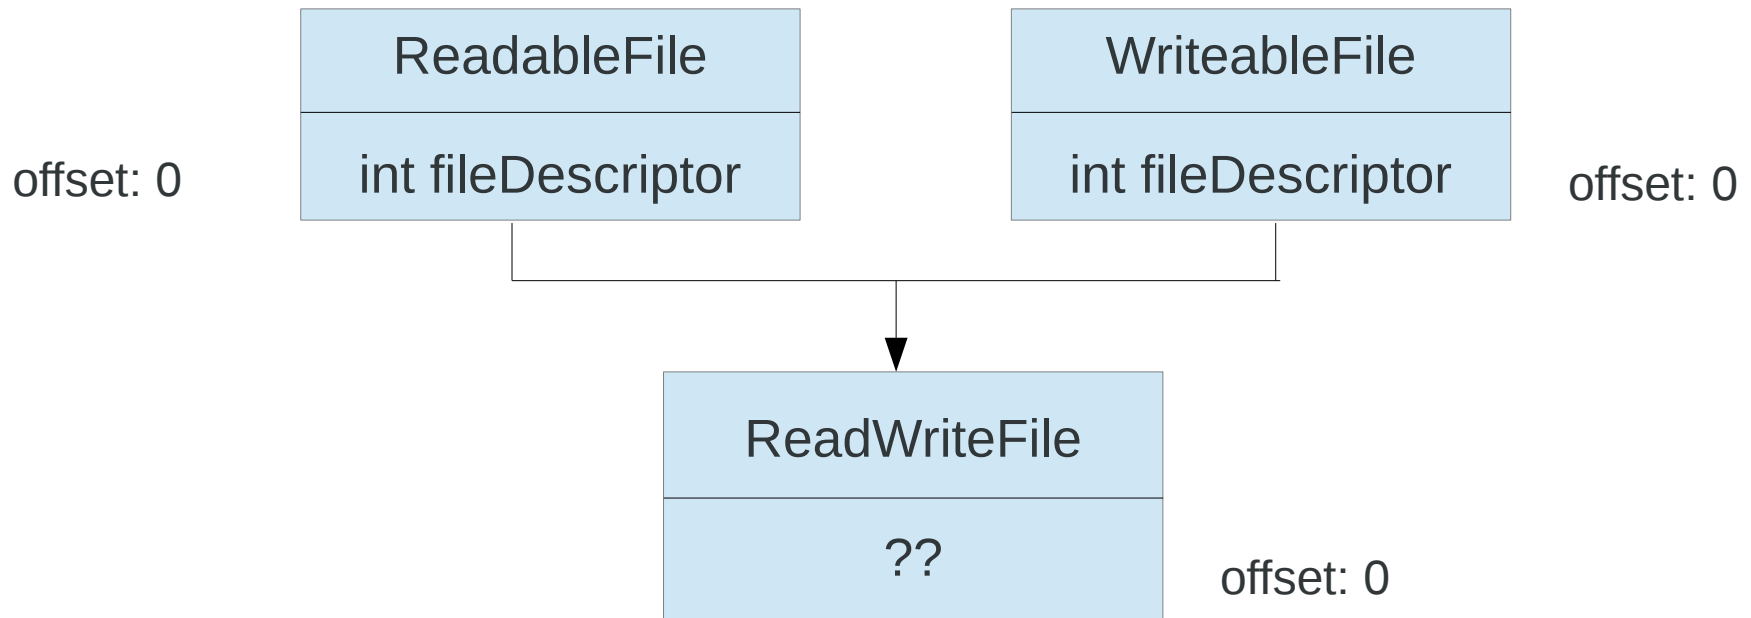 ReadableFile
WriteableFile
offset: 0
int fileDescriptor
int fileDescriptor
offset: 0
ReadWriteFile
??
offset: 0